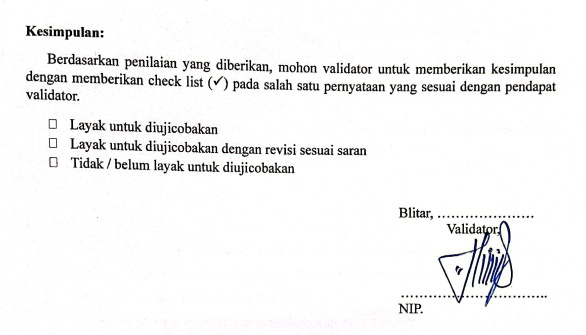 Kesimpulan:
Berdasarkan penilaian yang diberikan, mohon validator untuk memberikan kesimpulan
dengan memberikan check list (✓) pada salah satu pernyataan yang sesuai dengan pendapat
validator.
☐ Layak untuk diujicobakan
☐ Layak untuk diujicobakan dengan revisi sesuai saran
☐ Tidak / belum layak untuk diujicobakan
Blitar, ......................
Validator,
..................................
NIP.